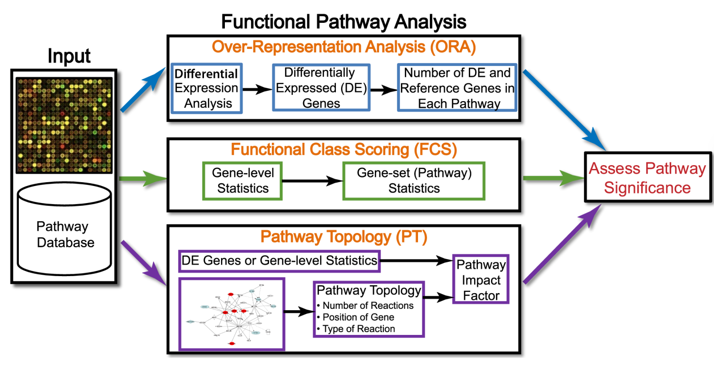 Functional Pathway Analysis
Input
Pathway
Database
Over-Representation Analysis (ORA)
Differential
Expression
Analysis
Differentially
Expressed (DE)
Genes
Number of DE and
Reference Genes in
Each Pathway
Functional Class Scoring (FCS)
Gene-level
Statistics
Gene-set (Pathway)
Statistics
Pathway Topology (PT)
DE Genes or Gene-level Statistics
Pathway Topology
• Number of Reactions
• Position of Gene
• Type of Reaction
Pathway
Impact
Factor
Assess Pathway
Significance